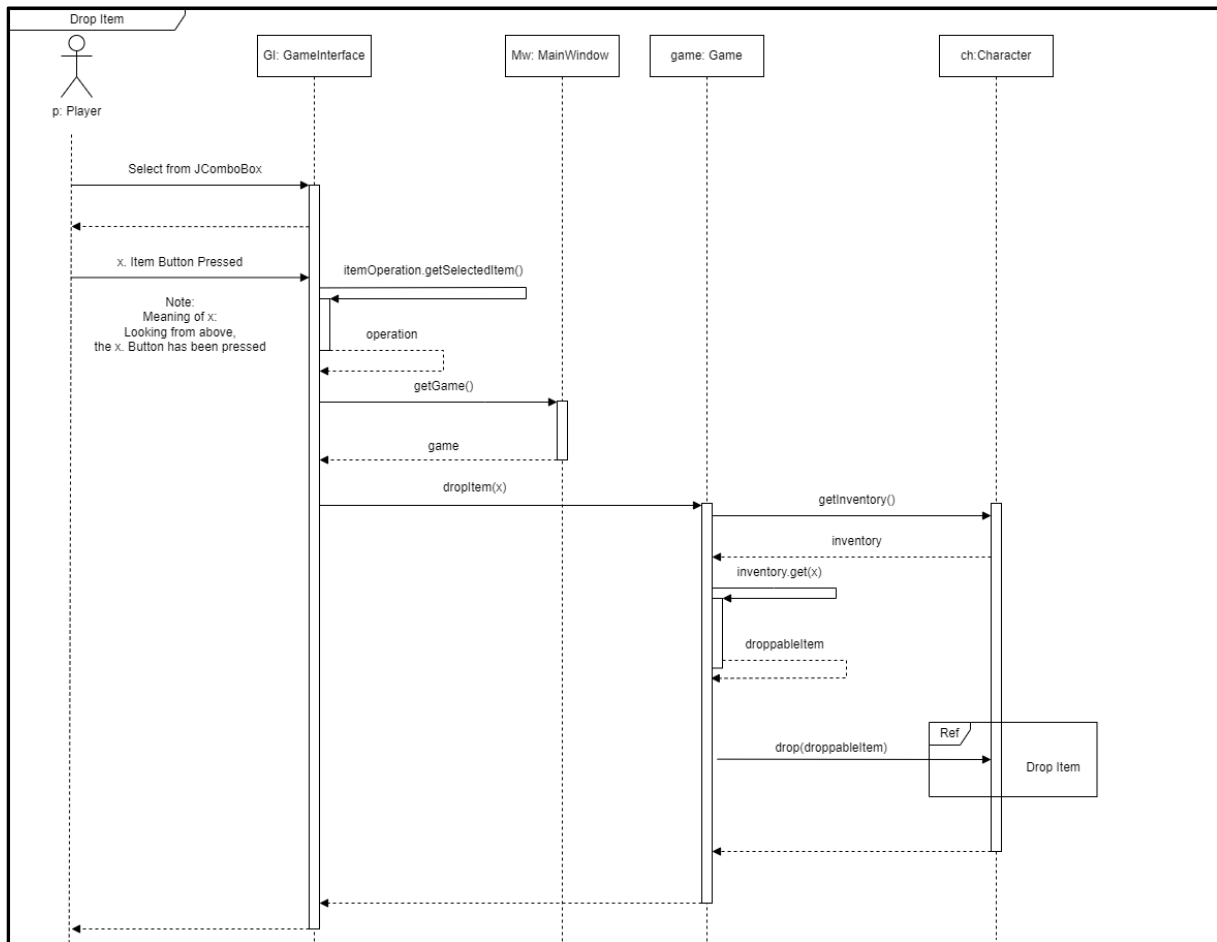 Drop Item
GI: GameInterface
Mw: MainWindow
game: Game
ch:Character
p: Player
Select from JComboBox
x. Item Button Pressed
itemOperation.getSelectedItem()
Note:
Meaning of x:
Looking from above,
the x. Button has been pressed
operation
getGame()
game
dropItem(x)
getInventory()
inventory
inventory.get(x)
droppableItem
Ref
drop(droppableItem)
Drop Item